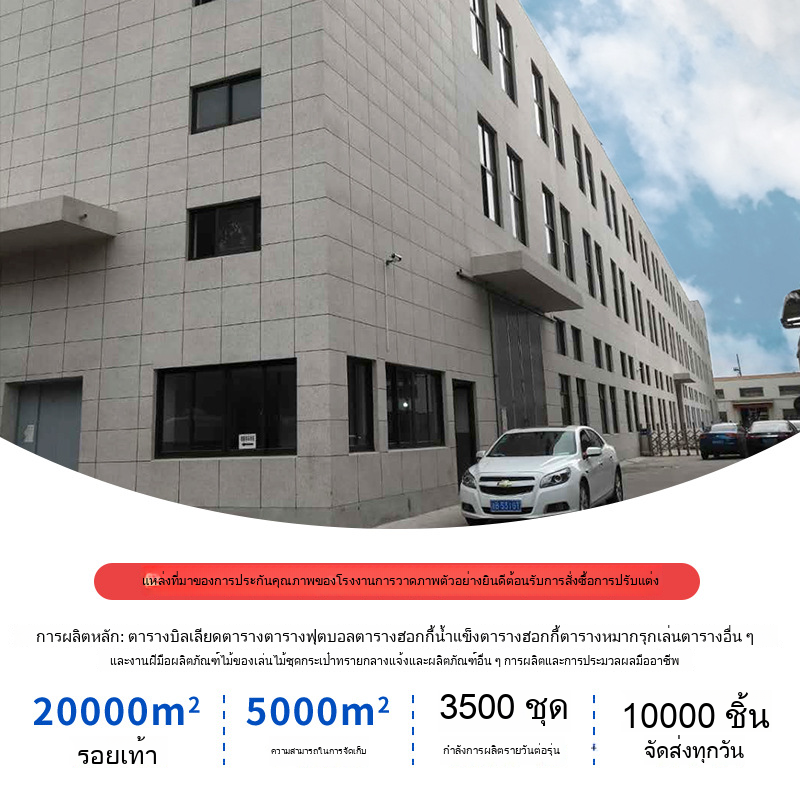 แหล่งที่มาของการประกันคุณภาพของโรงงานการวาดภาพตัวอย่างยินดีต้อนรับการสั่งซื้อการปรับแต่ง
การผลิตหลัก: ตารางบิลเลียดตารางตารางฟุตบอลตารางฮอกกี้น้ำแข็งตารางฮอกกี้ตารางหมากรุกเล่นตารางอื่น ๆ
และงานฝีมือผลิตภัณฑ์ไม้ของเล่นไม้ชุดกระเป๋าทรายกลางแจ้งและผลิตภัณฑ์อื่น ๆ การผลิตและการประมวลผลมืออาชีพ
20000m²
รอยเท้า
5000m²
ความสามารถในการจัดเก็บ
3500 ชุด
กำลังการผลิตรายวันต่อรุ่น
10000 ชิ้น
จัดส่งทุกวัน